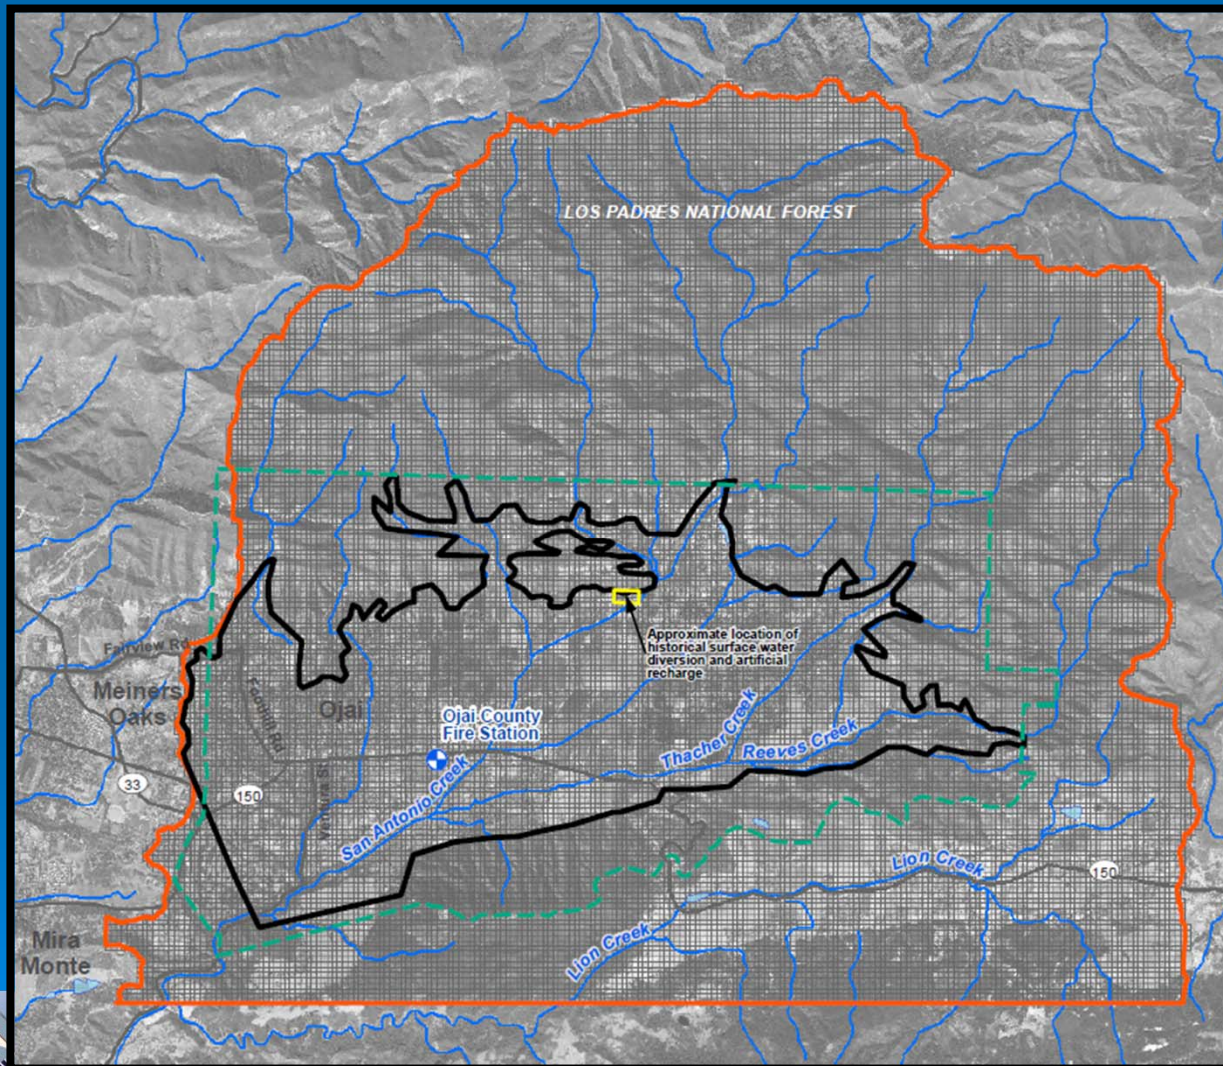 LOS PADRES NATIONAL FOREST
Approximate location of
historical surface water
diversion and artificial
recharge
Fairview Rd
Meiners
Oaks
Foothill Rd
Ojai
Ojai County
Fire Station
Thacher Creek
Reeves Creek
33
150
Ventura St
San Antonio Creek
Lion Creek
150
Mira
Monte
Lion Creek